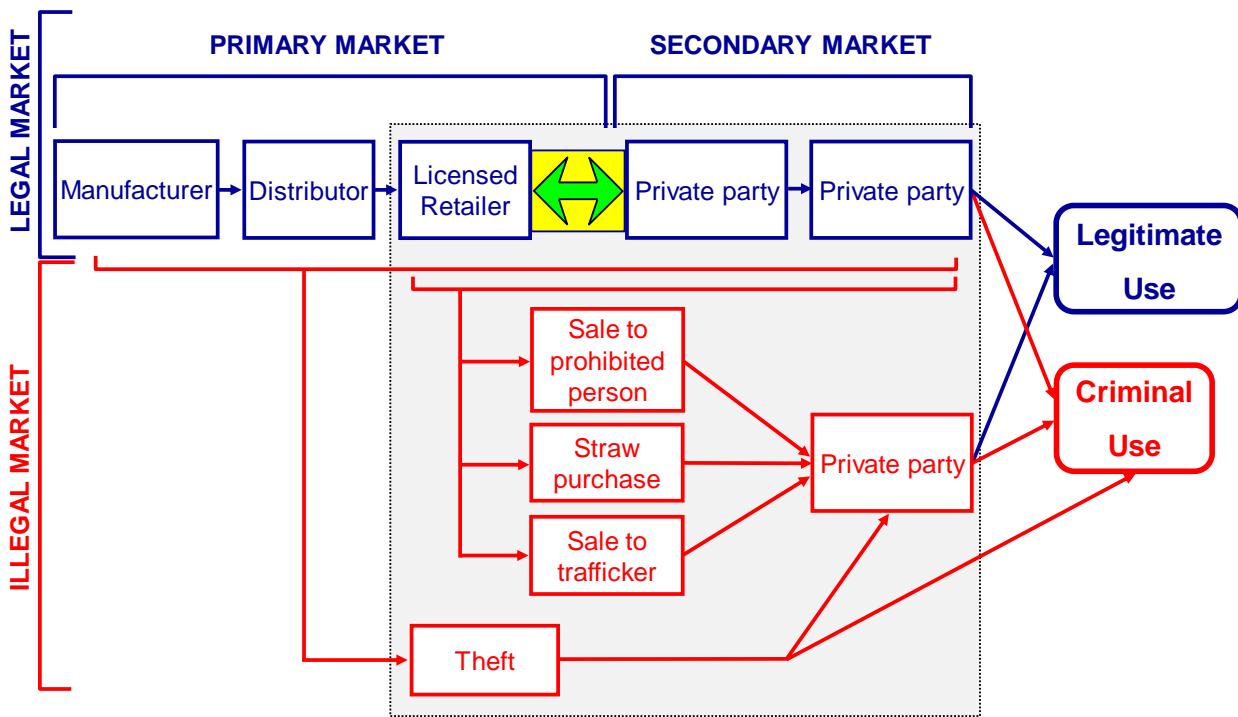 PRIMARY MARKET
SECONDARY MARKET
LEGAL MARKET
Manufacturer
Distributor
Licensed
Retailer
Private party
Private party
Legitimate
Use
ILLEGAL MARKET
Sale to
prohibited
person
Straw
purchase
Sale to
trafficker
Private party
Criminal
Use
Theft